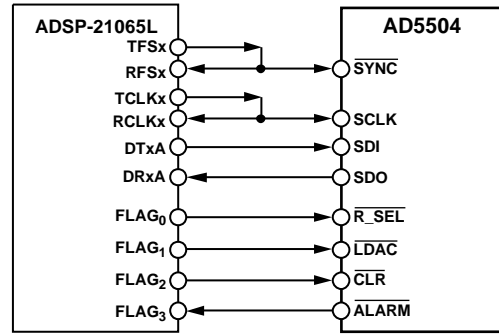 ADSP-21065L
AD5504
TFSx
RFSx
SYNC
TCLKx
RCLKx
SCLK
DTxA
SDI
DRxA
SDO
FLAG0
R_SEL
FLAG1
LDAC
FLAG2
CLR
FLAG3
ALARM